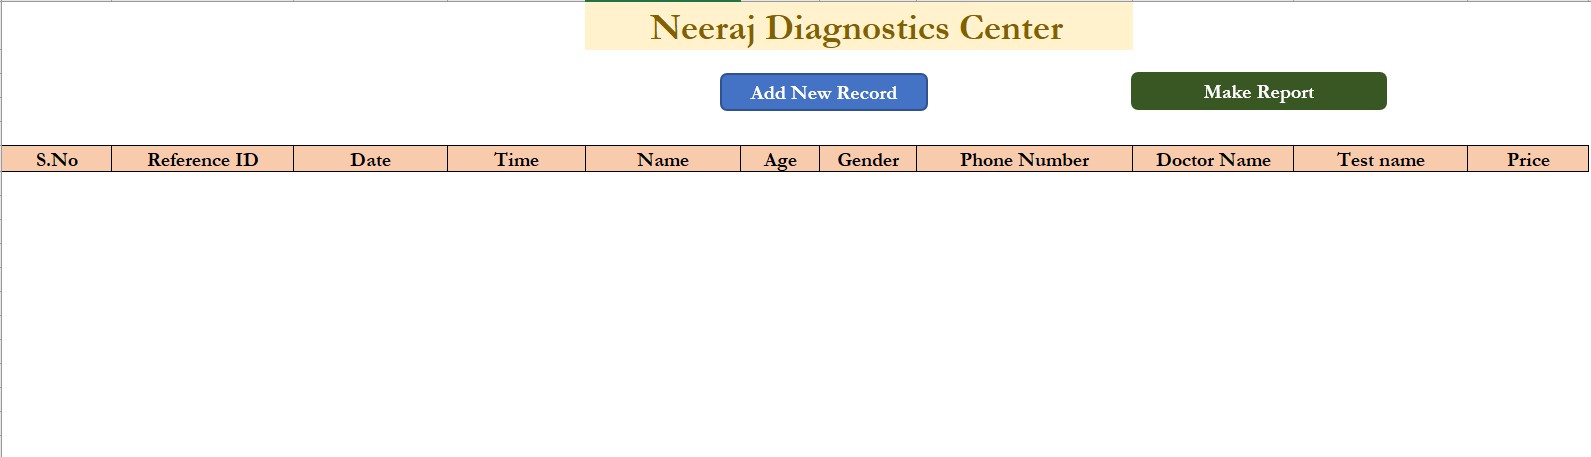 Neeraj Diagnostics Center
Add New Record Make Report
S.No Reference ID Date Time Name Age Gender Phone Number Doctor Name Test name Price